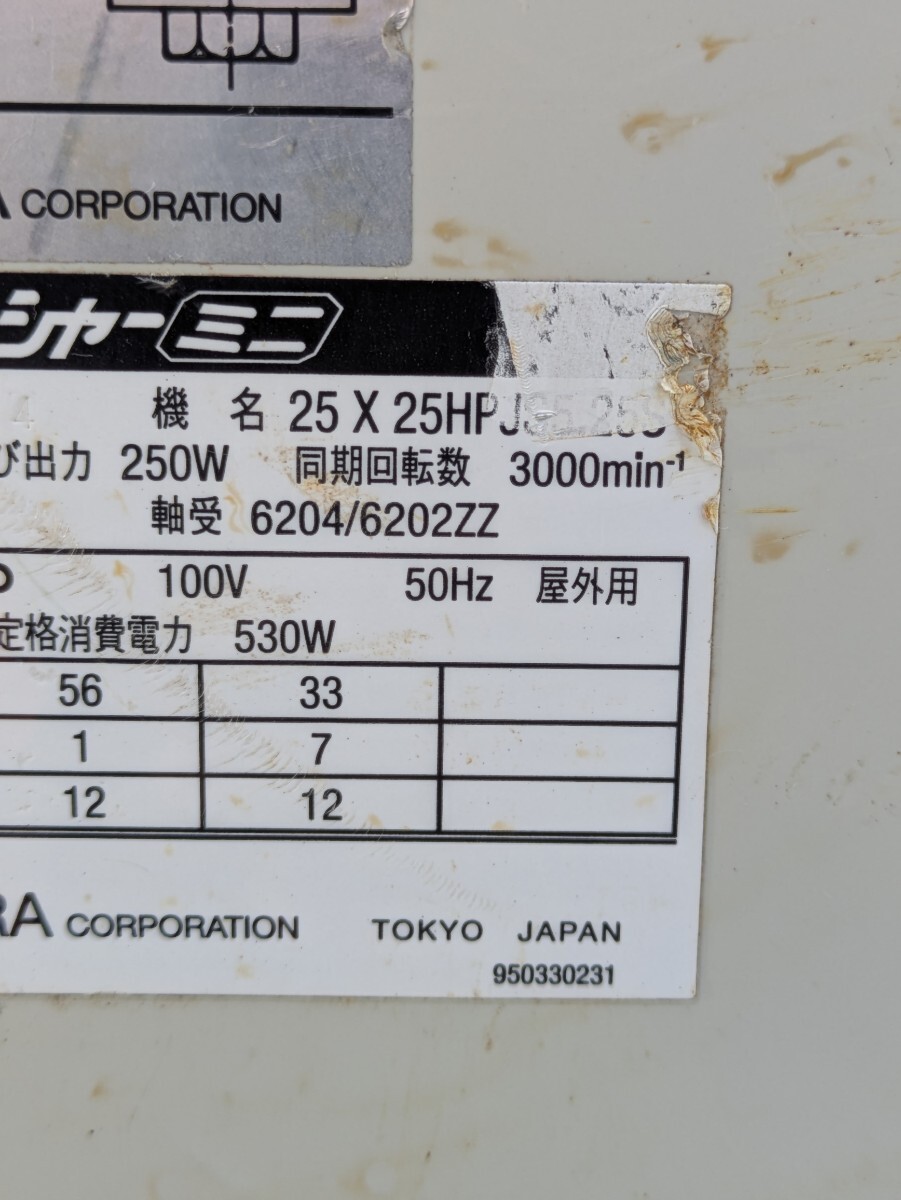 CORPORATION
シャーミニ
機 名 25 X 25HPJ
び出力 250W 同期回転数 3000min-1
軸受 6204/6202ZZ
100V 50Hz 屋外用
定格消費電力 530W
56 33
1 7
12 12
RA CORPORATION TOKYO JAPAN
950330231